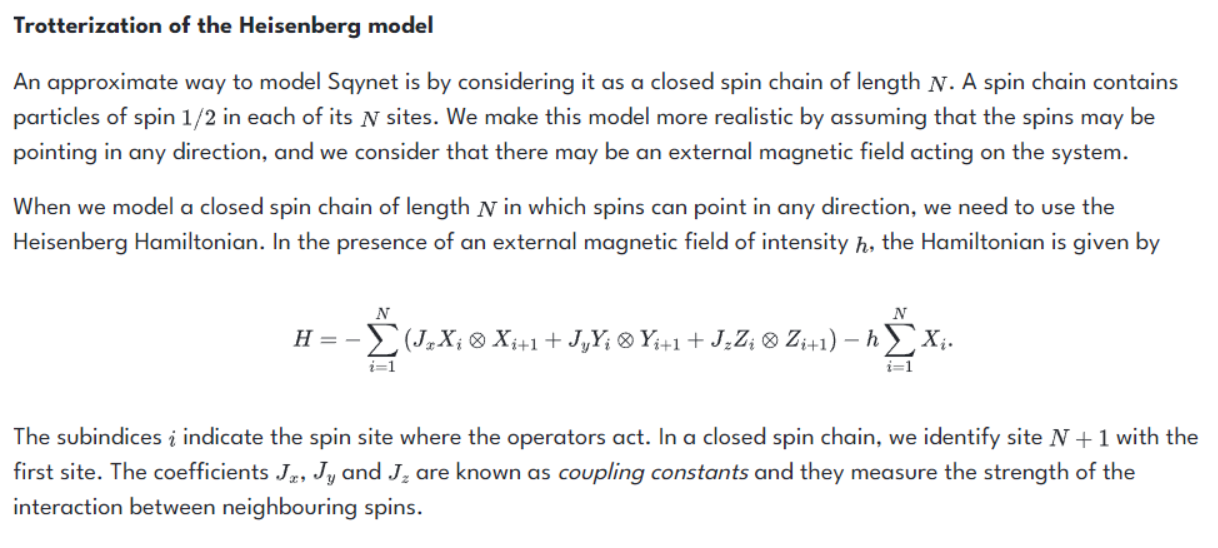 Trotterization of the Heisenberg model
An approximate way to model Sqynet is by considering it as a closed spin chain of length N. A spin chain contains
particles of spin 1/2 in each of its N sites. We make this model more realistic by assuming that the spins may be
pointing in any direction, and we consider that there may be an external magnetic field acting on the system.
When we model a closed spin chain of length N in which spins can point in any direction, we need to use the
Heisenberg Hamiltonian. In the presence of an external magnetic field of intensity h, the Hamiltonian is given by
H = − ∑_{i=1}^{N} (J_x X_i ⊗ X_{i+1} + J_y Y_i ⊗ Y_{i+1} + J_z Z_i ⊗ Z_{i+1}) − h ∑_{i=1}^{N} X_i.
The subindices i indicate the spin site where the operators act. In a closed spin chain, we identify site N + 1 with the
first site. The coefficients J_x, J_y and J_z are known as coupling constants and they measure the strength of the
interaction between neighbouring spins.